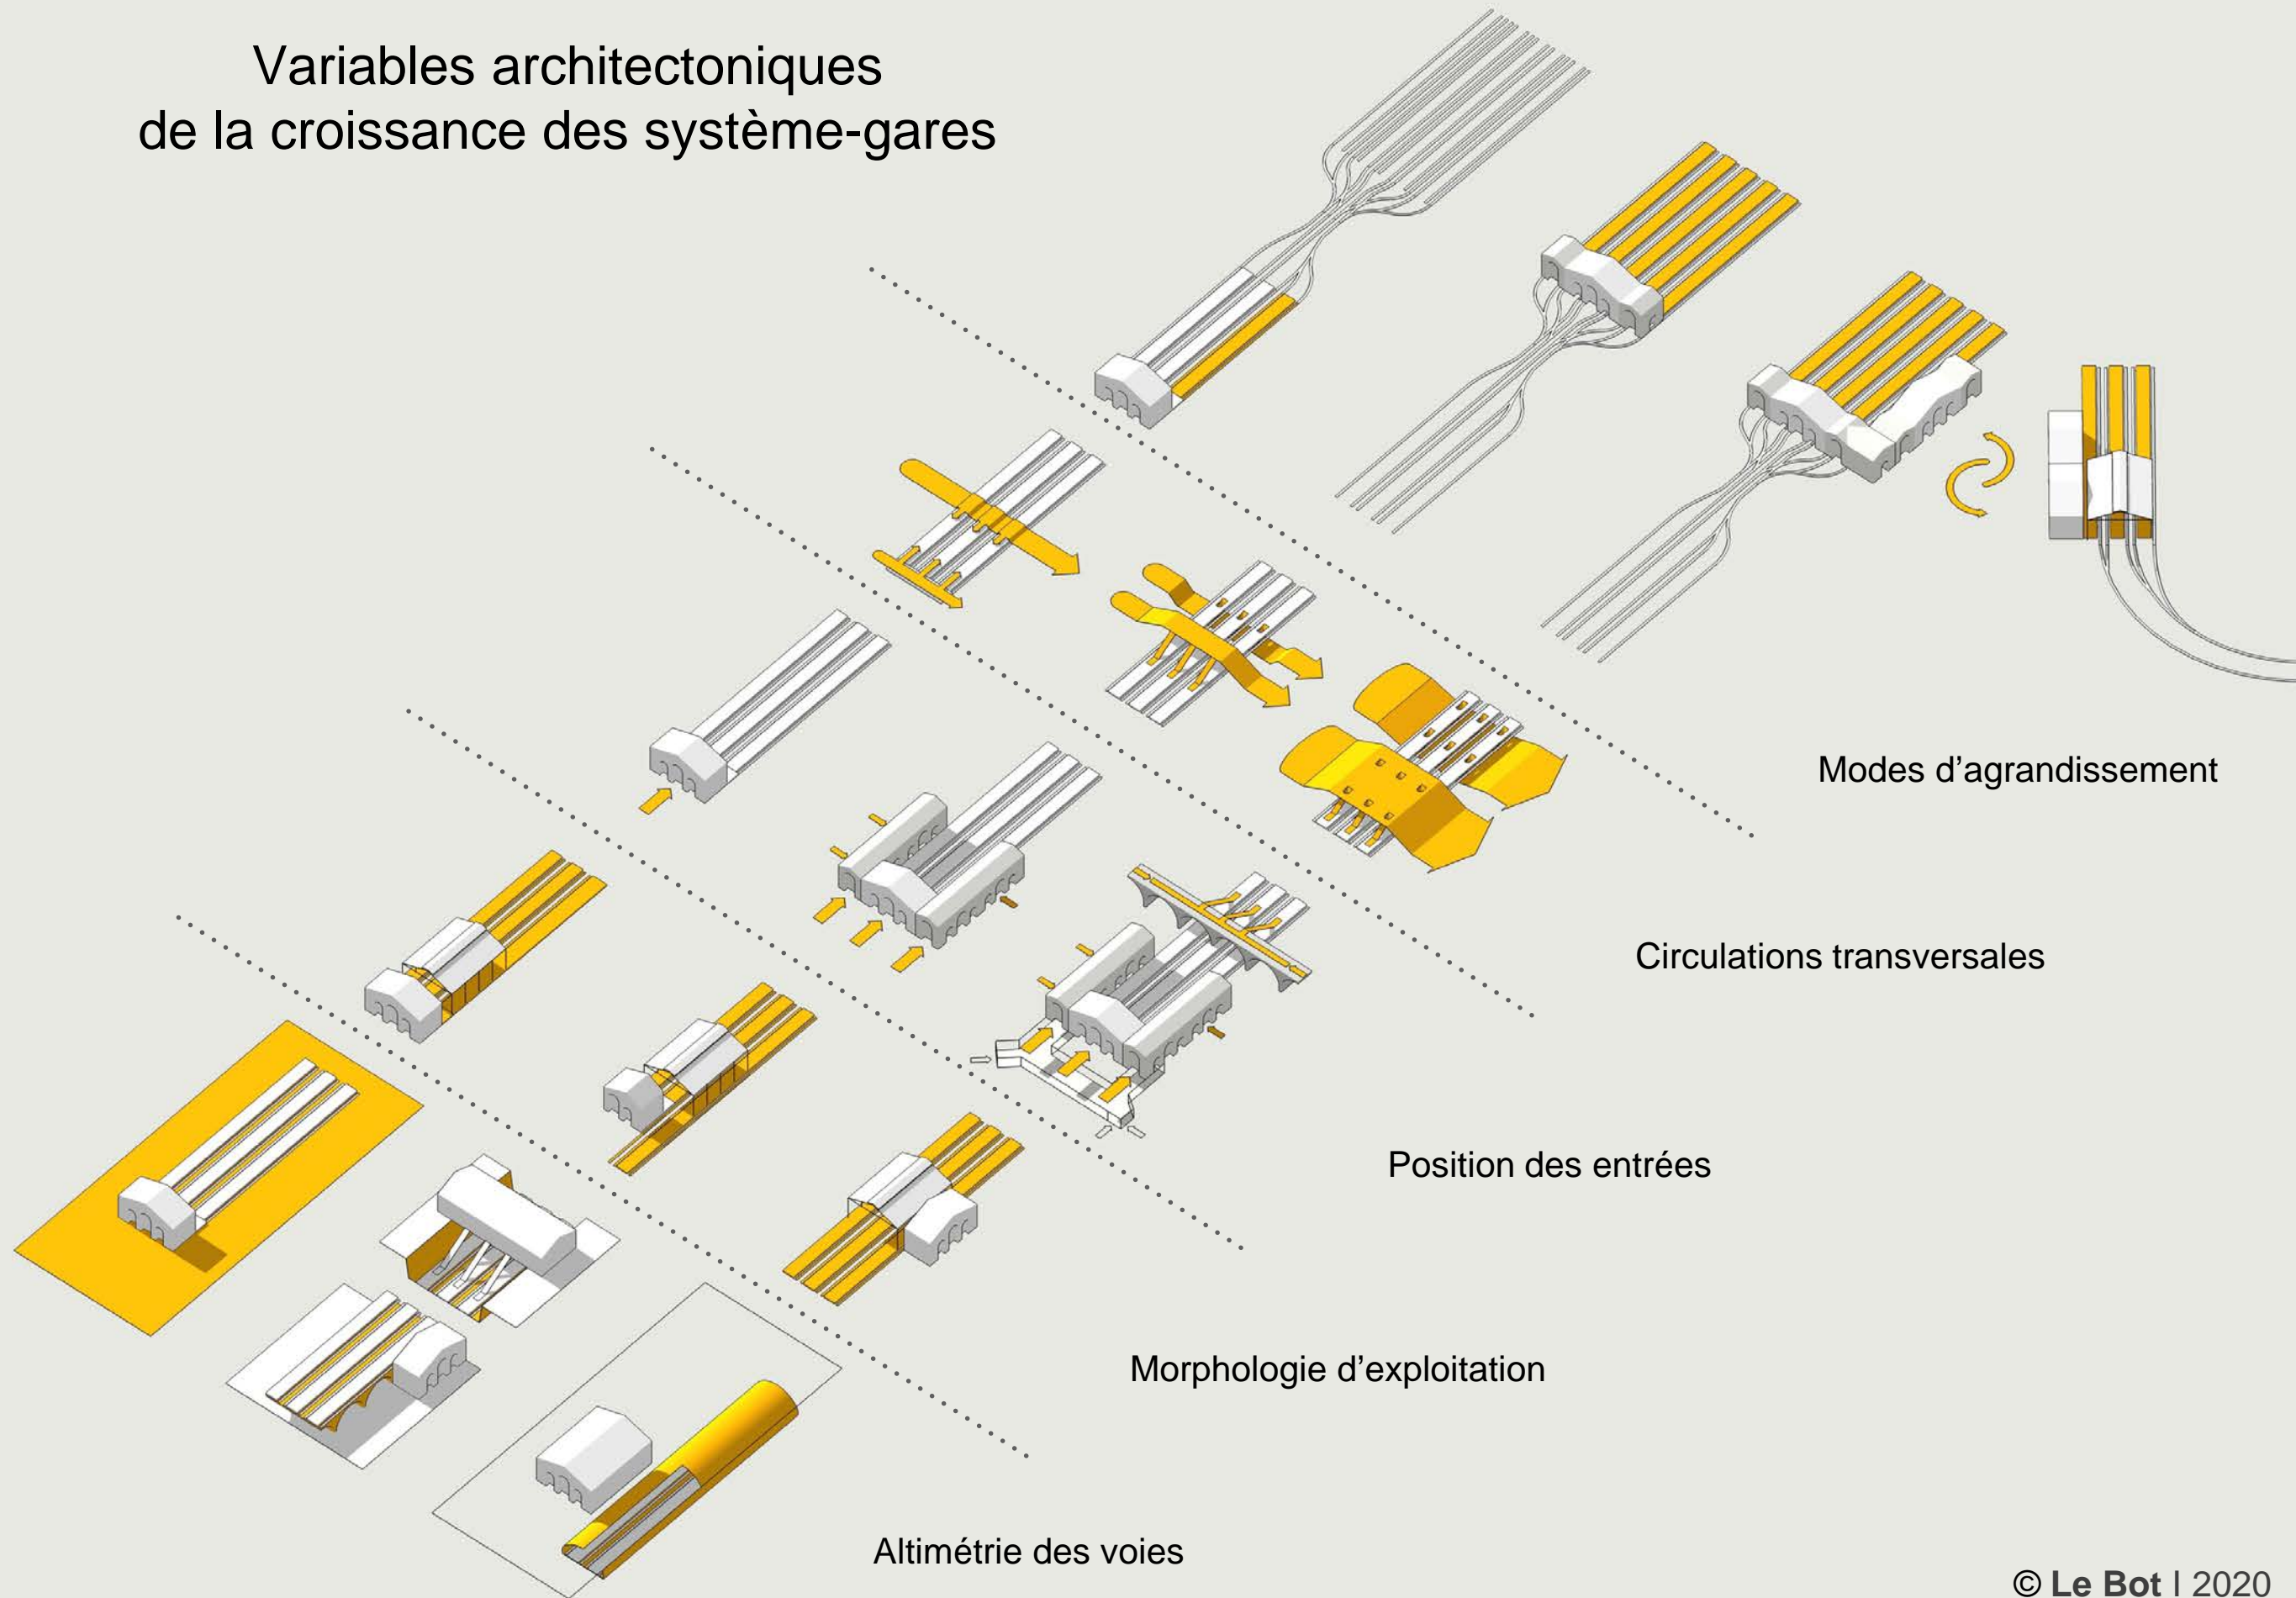 Variables architectoniques
de la croissance des système-gares
Modes d'agrandissement
Circulations transversales
Position des entrées
Morphologie d'exploitation
Altimétrie des voies
© Le Bot l 2020